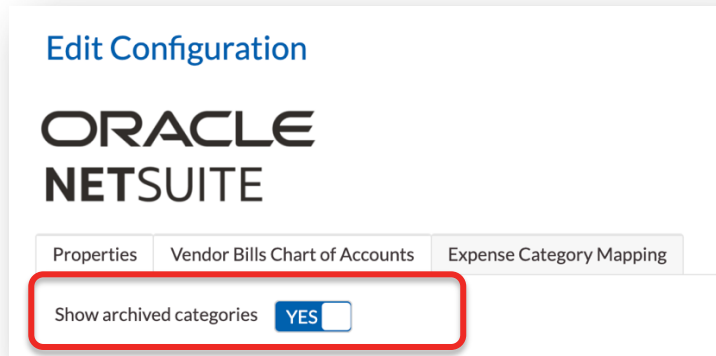 Edit Configuration
ORACLE
NETSUITE
Properties Vendor Bills Chart of Accounts Expense Category Mapping
Show archived categories YES